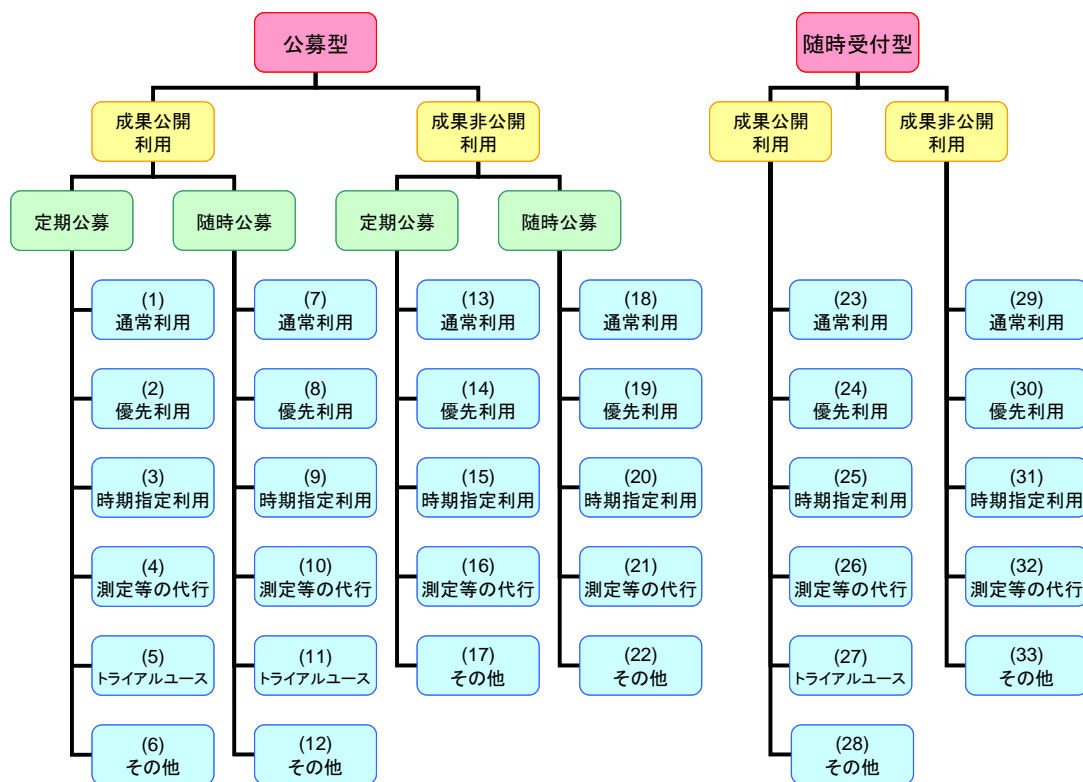 公募型
随時受付型
成果公開
利用
成果非公開
利用
成果公開
利用
成果非公開
利用
定期公募
随時公募
定期公募
随時公募
(1)
通常利用
(2)
優先利用
(3)
時期指定利用
(4)
測定等の代行
(5)
トライアルユース
(6)
その他
(7)
通常利用
(8)
優先利用
(9)
時期指定利用
(10)
測定等の代行
(11)
トライアルユース
(12)
その他
(13)
通常利用
(14)
優先利用
(15)
時期指定利用
(16)
測定等の代行
(17)
その他
(18)
通常利用
(19)
優先利用
(20)
時期指定利用
(21)
測定等の代行
(22)
その他
(23)
通常利用
(24)
優先利用
(25)
時期指定利用
(26)
測定等の代行
(27)
トライアルユース
(28)
その他
(29)
通常利用
(30)
優先利用
(31)
時期指定利用
(32)
測定等の代行
(33)
その他